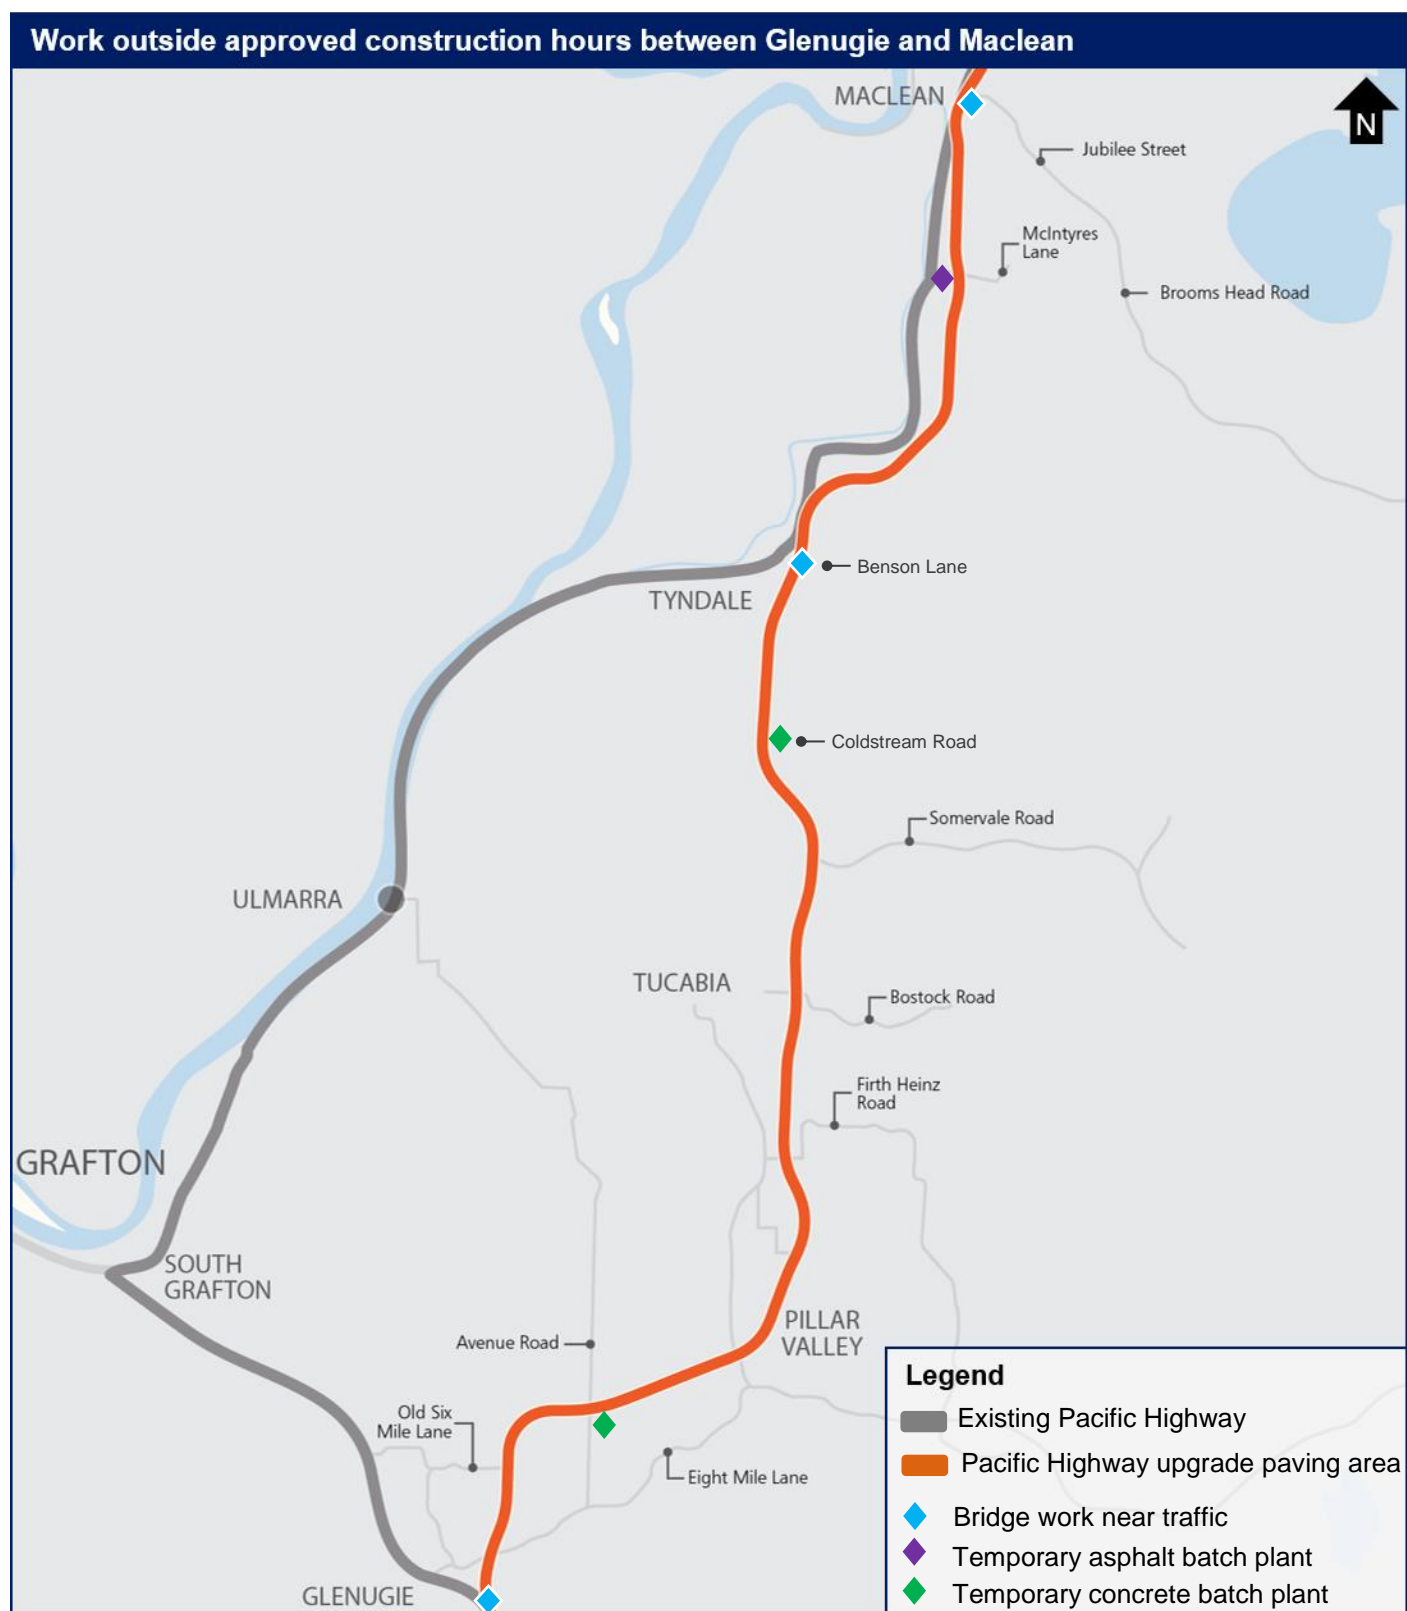 Work outside approved construction hours between Glenugie and Maclean
MACLEAN
N
Jubilee Street
McIntyres
Lane
Brooms Head Road
Benson Lane
TYNDALE
Coldstream Road
Somervale Road
ULMARRA
TUCABIA
Bostock Road
Firth Heinz
Road
GRAFTON
SOUTH
GRAFTON
PILLAR
VALLEY
Avenue Road
Old Six
Mile Lane
Eight Mile Lane
GLENUGIE
Legend
Existing Pacific Highway
Pacific Highway upgrade paving area
Bridge work near traffic
Temporary asphalt batch plant
Temporary concrete batch plant